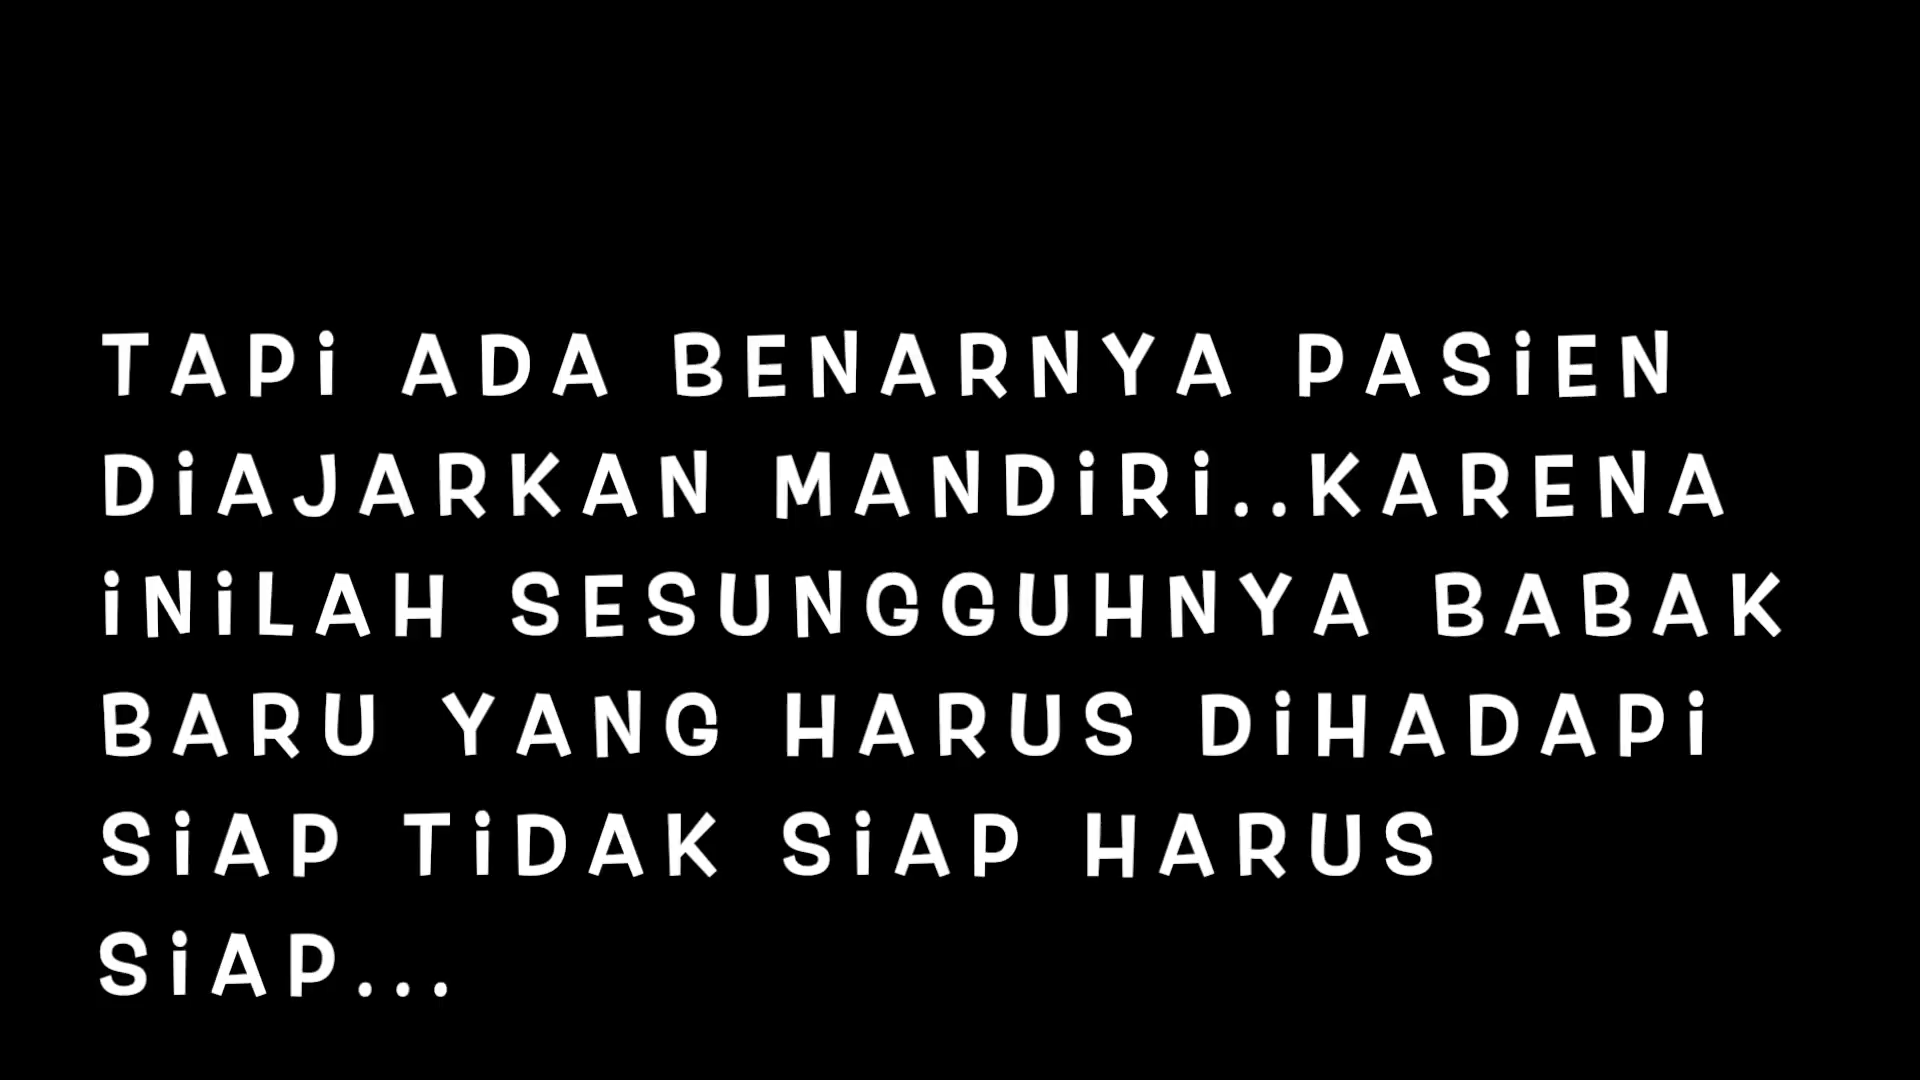 TAPi ADA BENARNYA PASiEN
DiAJARKAN MANDiRi..KARENA
iNiLAH SESUNGGUHNYA BABAK
BARU YANG HARUS DiHADAPi
SiAP TiDAK SiAP HARUS
SiAP...